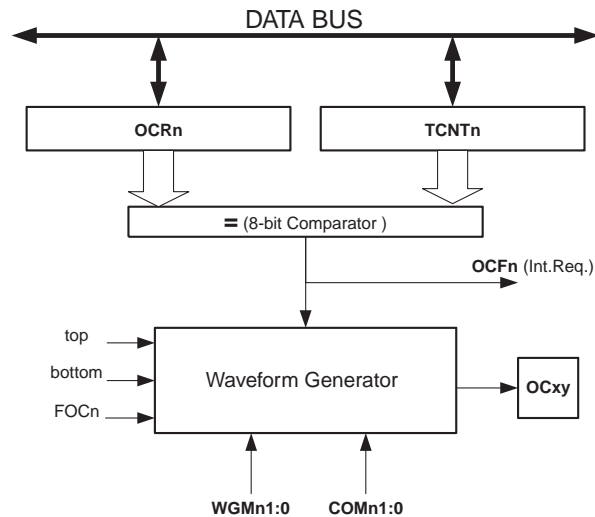 DATA BUS
OCRn
TCNTn
= (8-bit Comparator )
OCFn (Int.Req.)
top
bottom
FOCn
Waveform Generator
OCxy
WGMn1:0
COMn1:0